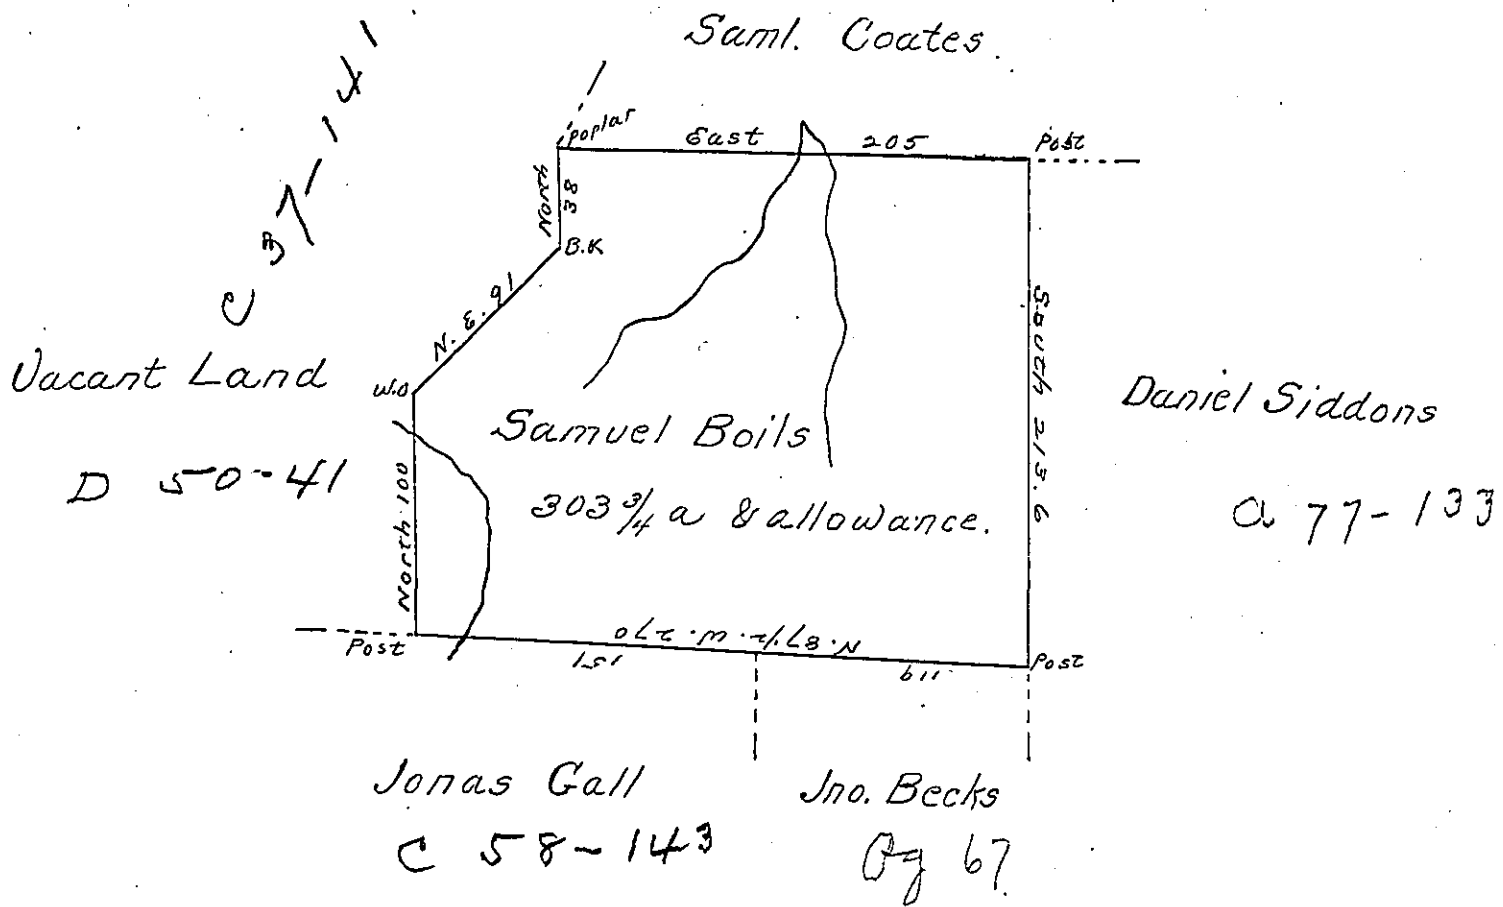 Saml. Coates.
C 37-141
poplar
East 205
Post
North 38
B.K
N.E. 91
W.O
Vacant Land
D 50-41
North 100
South 213.6
Samuel Boils
303 3/4 a & allowance.
Daniel Siddons
A 77-133
Post
N. 87 1/2. W. 270
151
119
Post
Jonas Gall
C 58-143
Jno. Becks
Pg 67